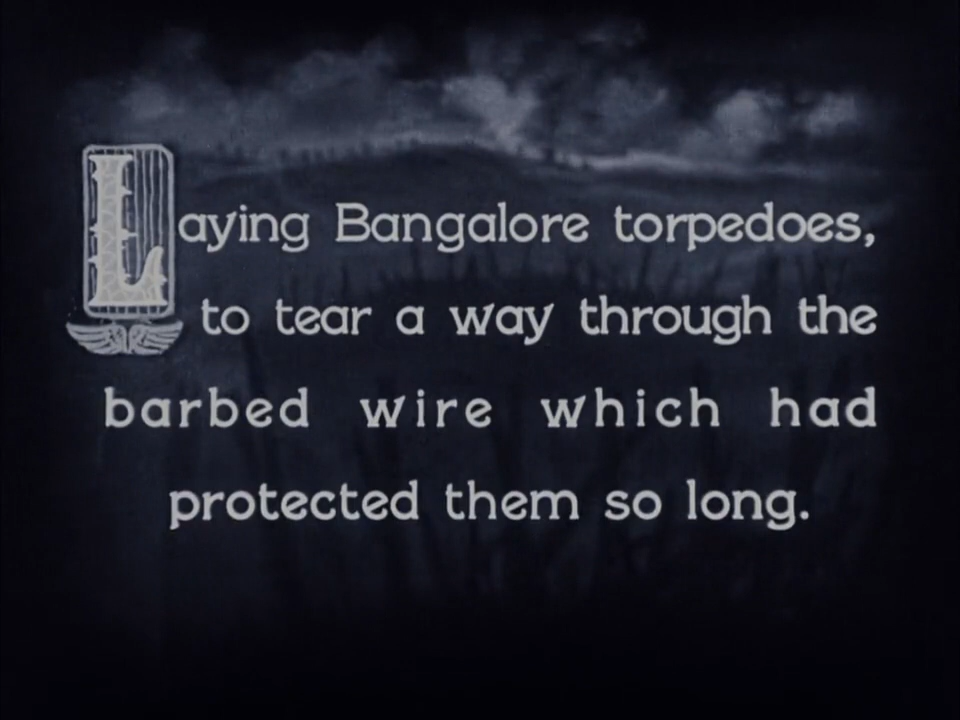 Laying Bangalore torpedoes,
to tear a way through the
barbed wire which had
protected them so long.